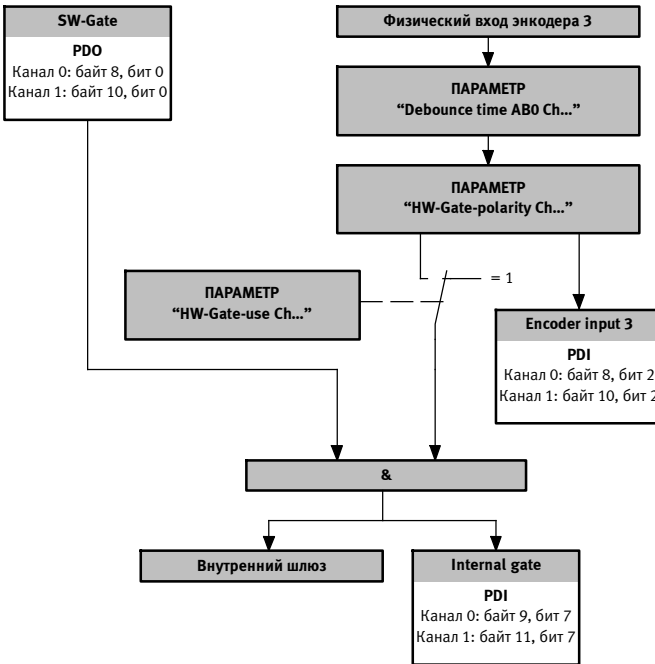 SW-Gate
PDO
Канал 0: байт 8, бит 0
Канал 1: байт 10, бит 0
Физический вход энкодера 3
ПАРАМЕТР
“Debounce time AB0 Ch...”
ПАРАМЕТР
“HW-Gate-polarity Ch...”
= 1
ПАРАМЕТР
“HW-Gate-use Ch...”
Encoder input 3
PDI
Канал 0: байт 8, бит 2
Канал 1: байт 10, бит 2
&
Внутренний шлюз
Internal gate
PDI
Канал 0: байт 9, бит 7
Канал 1: байт 11, бит 7